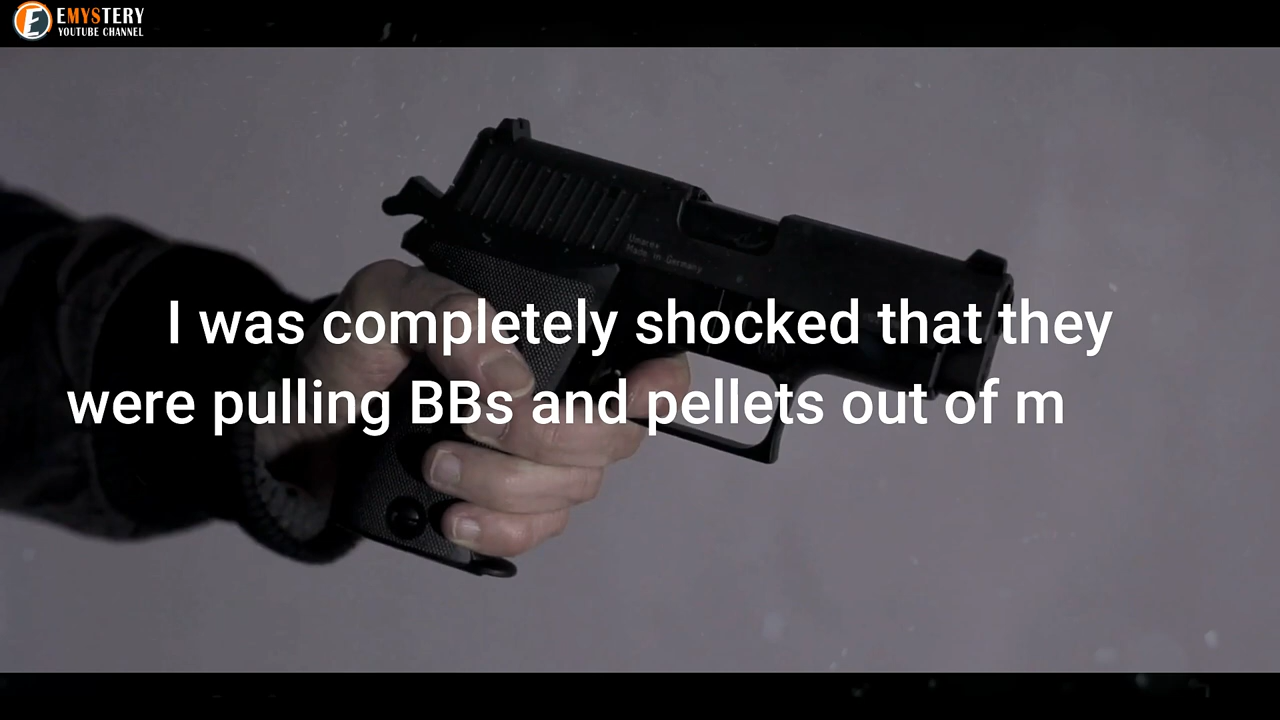 EMYSTERY
YOUTUBE CHANNEL
Umarex
Made in Germany
I was completely shocked that they
were pulling BBs and pellets out of m